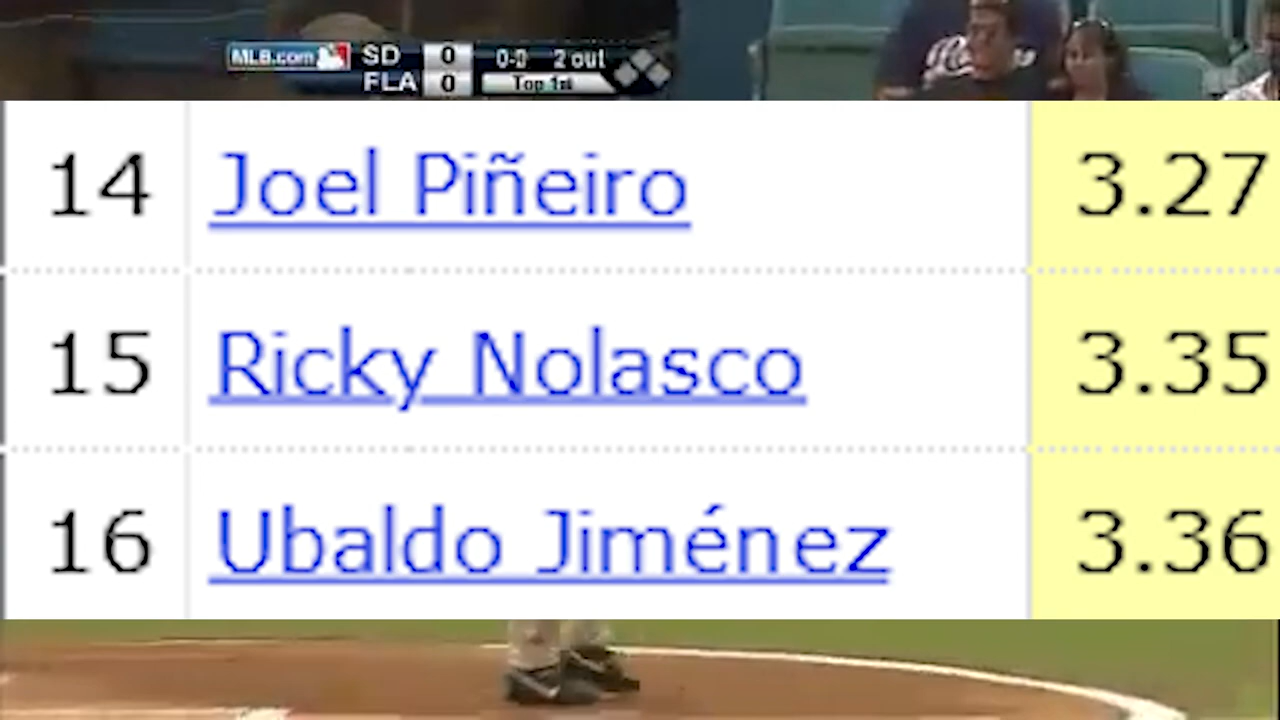 MLB.com SD 0 0-0 2 out
FLA 0 Top 1st
14 Joel Piñeiro 3.27
15 Ricky Nolasco 3.35
16 Ubaldo Jiménez 3.36